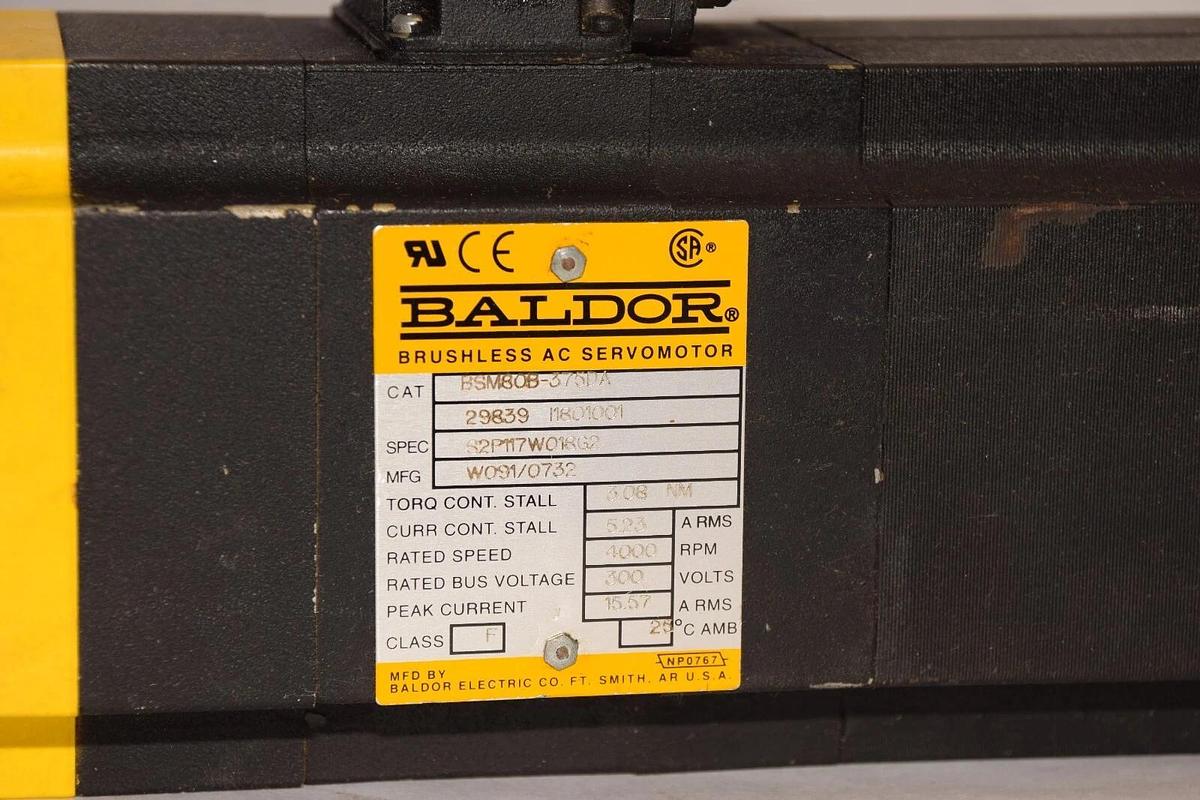 CE SA ®
BALDOR®
BRUSHLESS AC SERVOMOTOR
CAT BSM80B-375DA
29839 I1801001
SPEC S2P117W018G2
MFG W091/0732
TORQ CONT. STALL 3.08 NM
CURR CONT. STALL 5.23 A RMS
RATED SPEED 4000 RPM
RATED BUS VOLTAGE 300 VOLTS
PEAK CURRENT 15.57 A RMS
CLASS F 25°C AMB
MFD BY NP0767
BALDOR ELECTRIC CO. FT. SMITH, AR U.S.A.